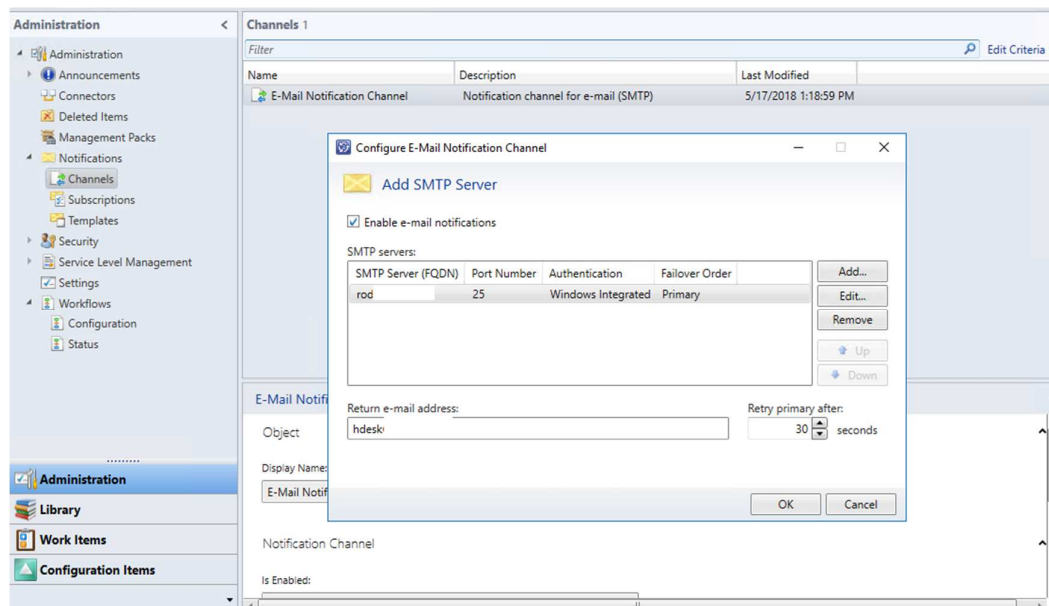 Administration <
Administration
Announcements
Connectors
Deleted Items
Management Packs
Notifications
Channels
Subscriptions
Templates
Security
Service Level Management
Settings
Workflows
Configuration
Status
Administration
Library
Work Items
Configuration Items
Channels 1
Filter Edit Criteria
Name Description Last Modified
E-Mail Notification Channel Notification channel for e-mail (SMTP) 5/17/2018 1:18:59 PM
Configure E-Mail Notification Channel
Add SMTP Server
Enable e-mail notifications
SMTP servers:
SMTP Server (FQDN) Port Number Authentication Failover Order
rod 25 Windows Integrated Primary
Add...
Edit...
Remove
Up
Down
Return e-mail address: Retry primary after:
hdesk 30 seconds
OK Cancel
E-Mail Notifi
Object
Display Name:
E-Mail Notif
Notification Channel
Is Enabled: